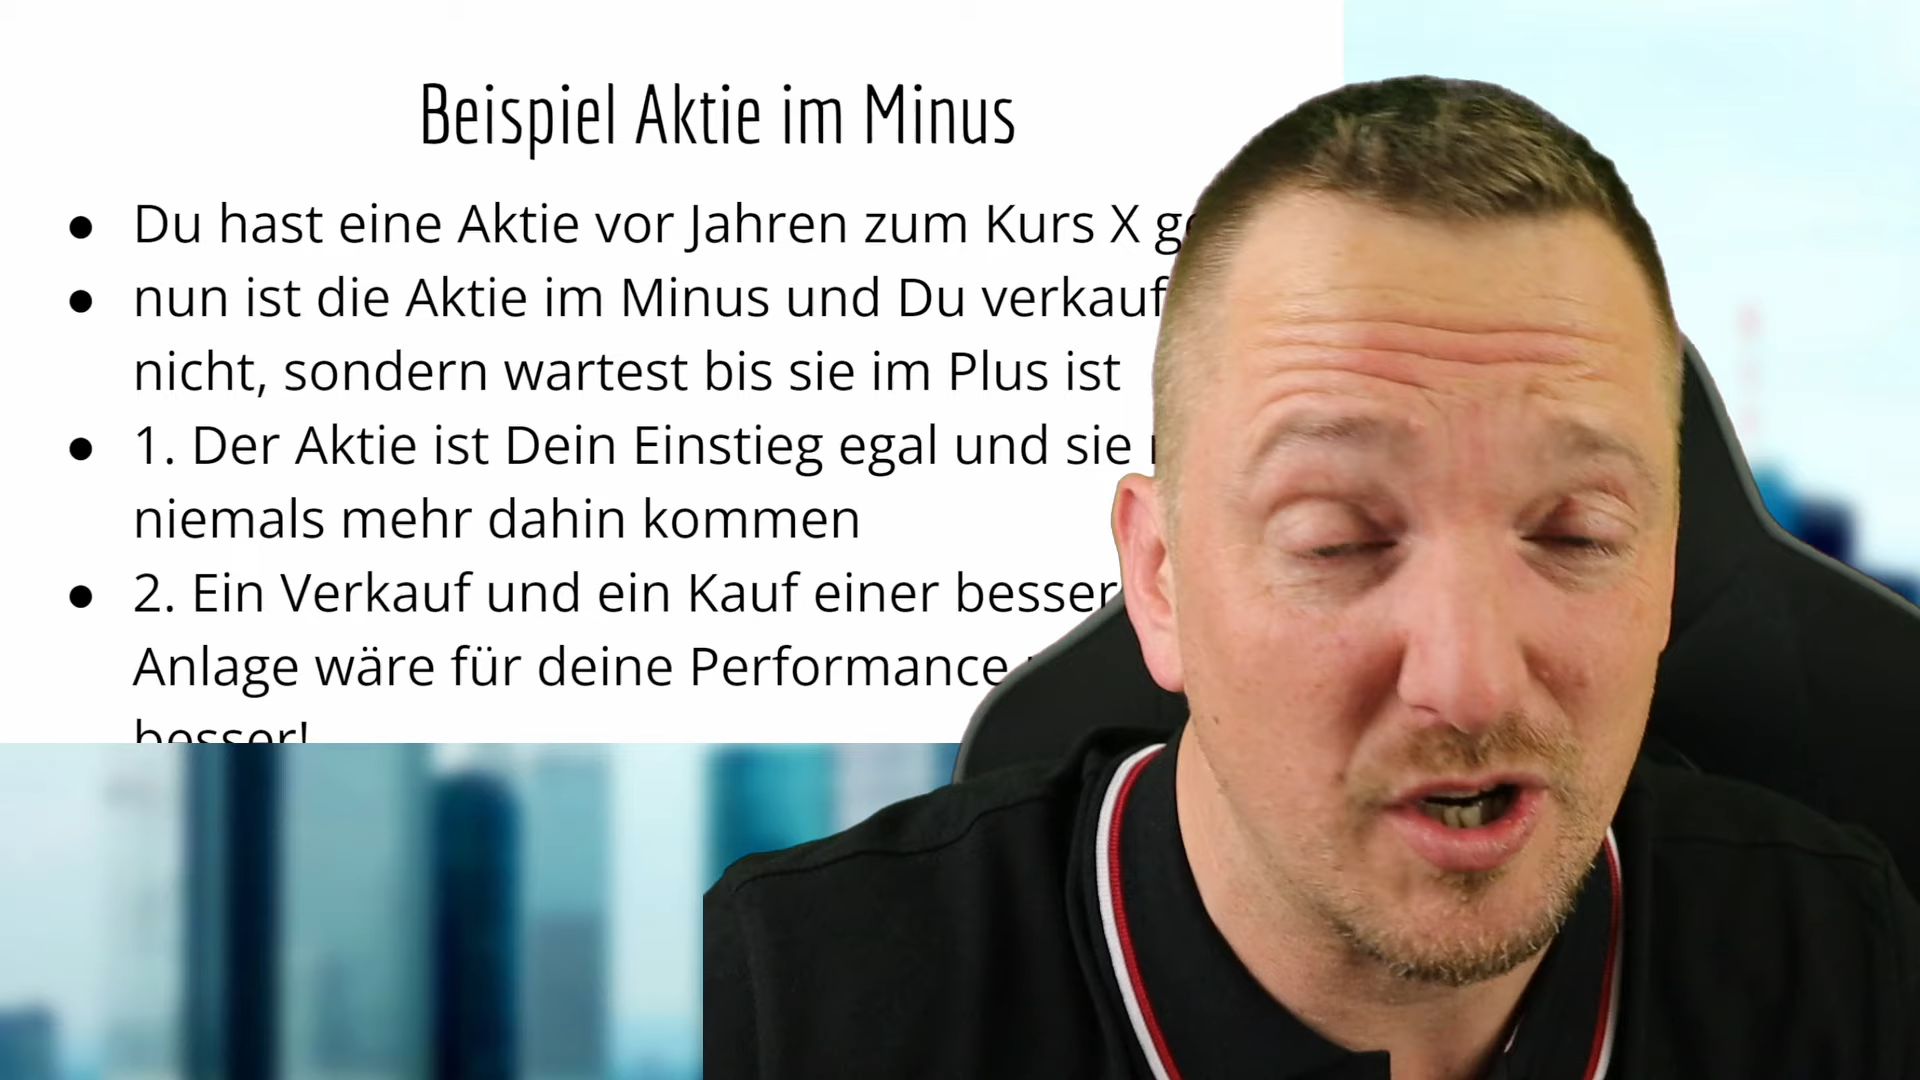 Beispiel Aktie im Minus
● Du hast eine Aktie vor Jahren zum Kurs X
● nun ist die Aktie im Minus und Du
nicht, sondern wartest bis sie im Plus ist
● 1. Der Aktie ist Dein Einstieg egal und sie
niemals mehr dahin kommen
● 2. Ein Verkauf und ein Kauf einer
Anlage wäre für deine Performance
besser!